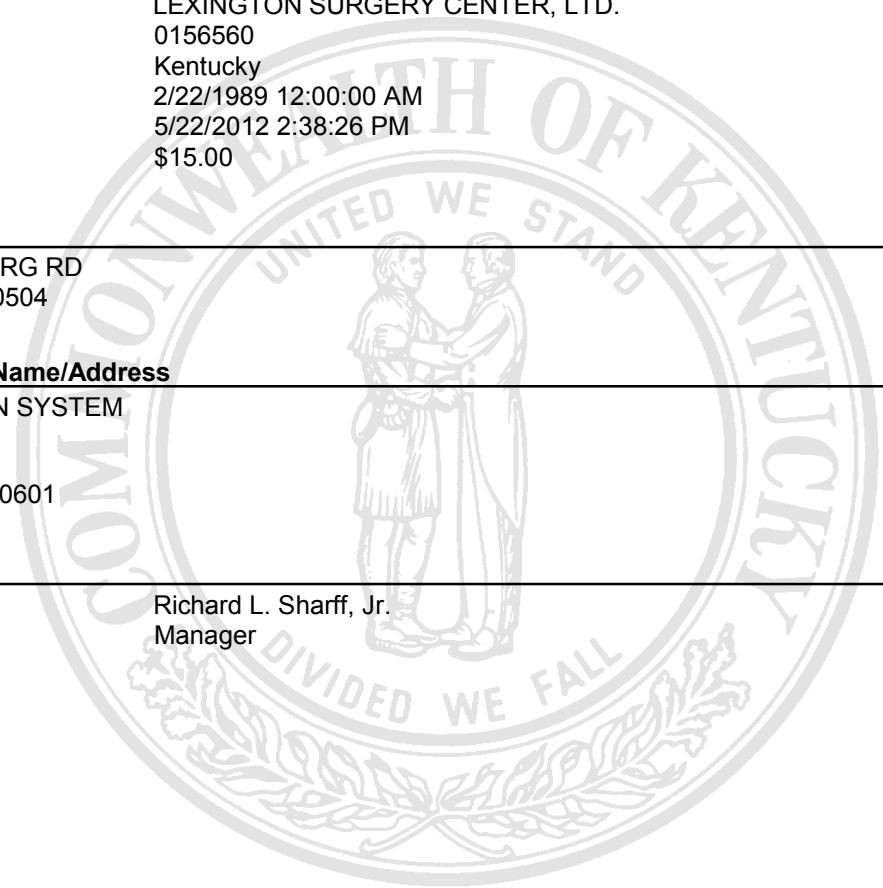 LEXINGTON SURGERY CENTER, LTD.
0156560
Kentucky
2/22/1989 12:00:00 AM
5/22/2012 2:38:26 PM
$15.00
COMMONWEALTH OF KENTUCKY
UNITED WE STAND
RG RD
0504
Name/Address
N SYSTEM
0601
Richard L. Sharff, Jr.
Manager
DIVIDED WE FALL